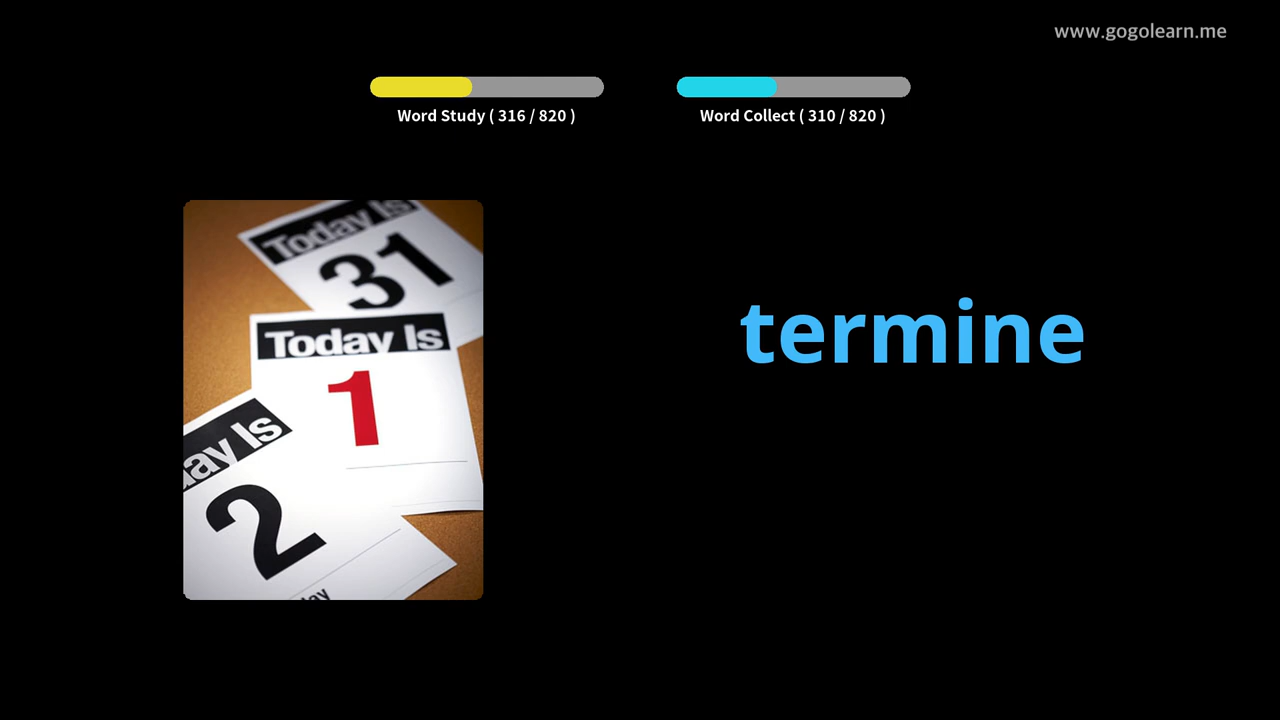 www.gogolearn.me
Word Study ( 316 / 820 )
Word Collect ( 310 / 820 )
Today Is
31
Today Is
1
termine
ay Is
2